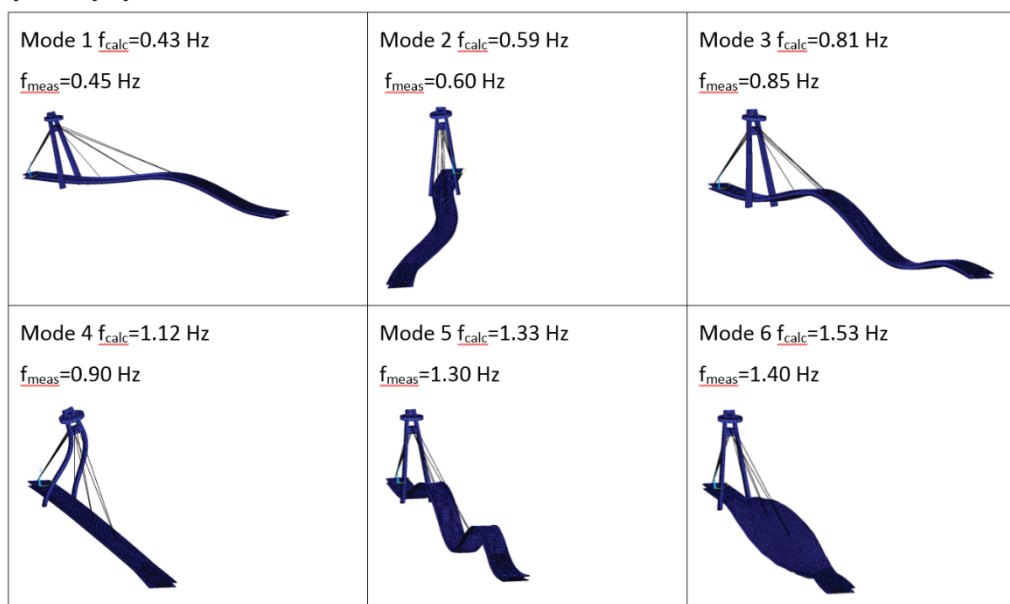 Mode 1 fcalc=0.43 Hz
fmeas=0.45 Hz
Mode 2 fcalc=0.59 Hz
fmeas=0.60 Hz
Mode 3 fcalc=0.81 Hz
fmeas=0.85 Hz
Mode 4 fcalc=1.12 Hz
fmeas=0.90 Hz
Mode 5 fcalc=1.33 Hz
fmeas=1.30 Hz
Mode 6 fcalc=1.53 Hz
fmeas=1.40 Hz